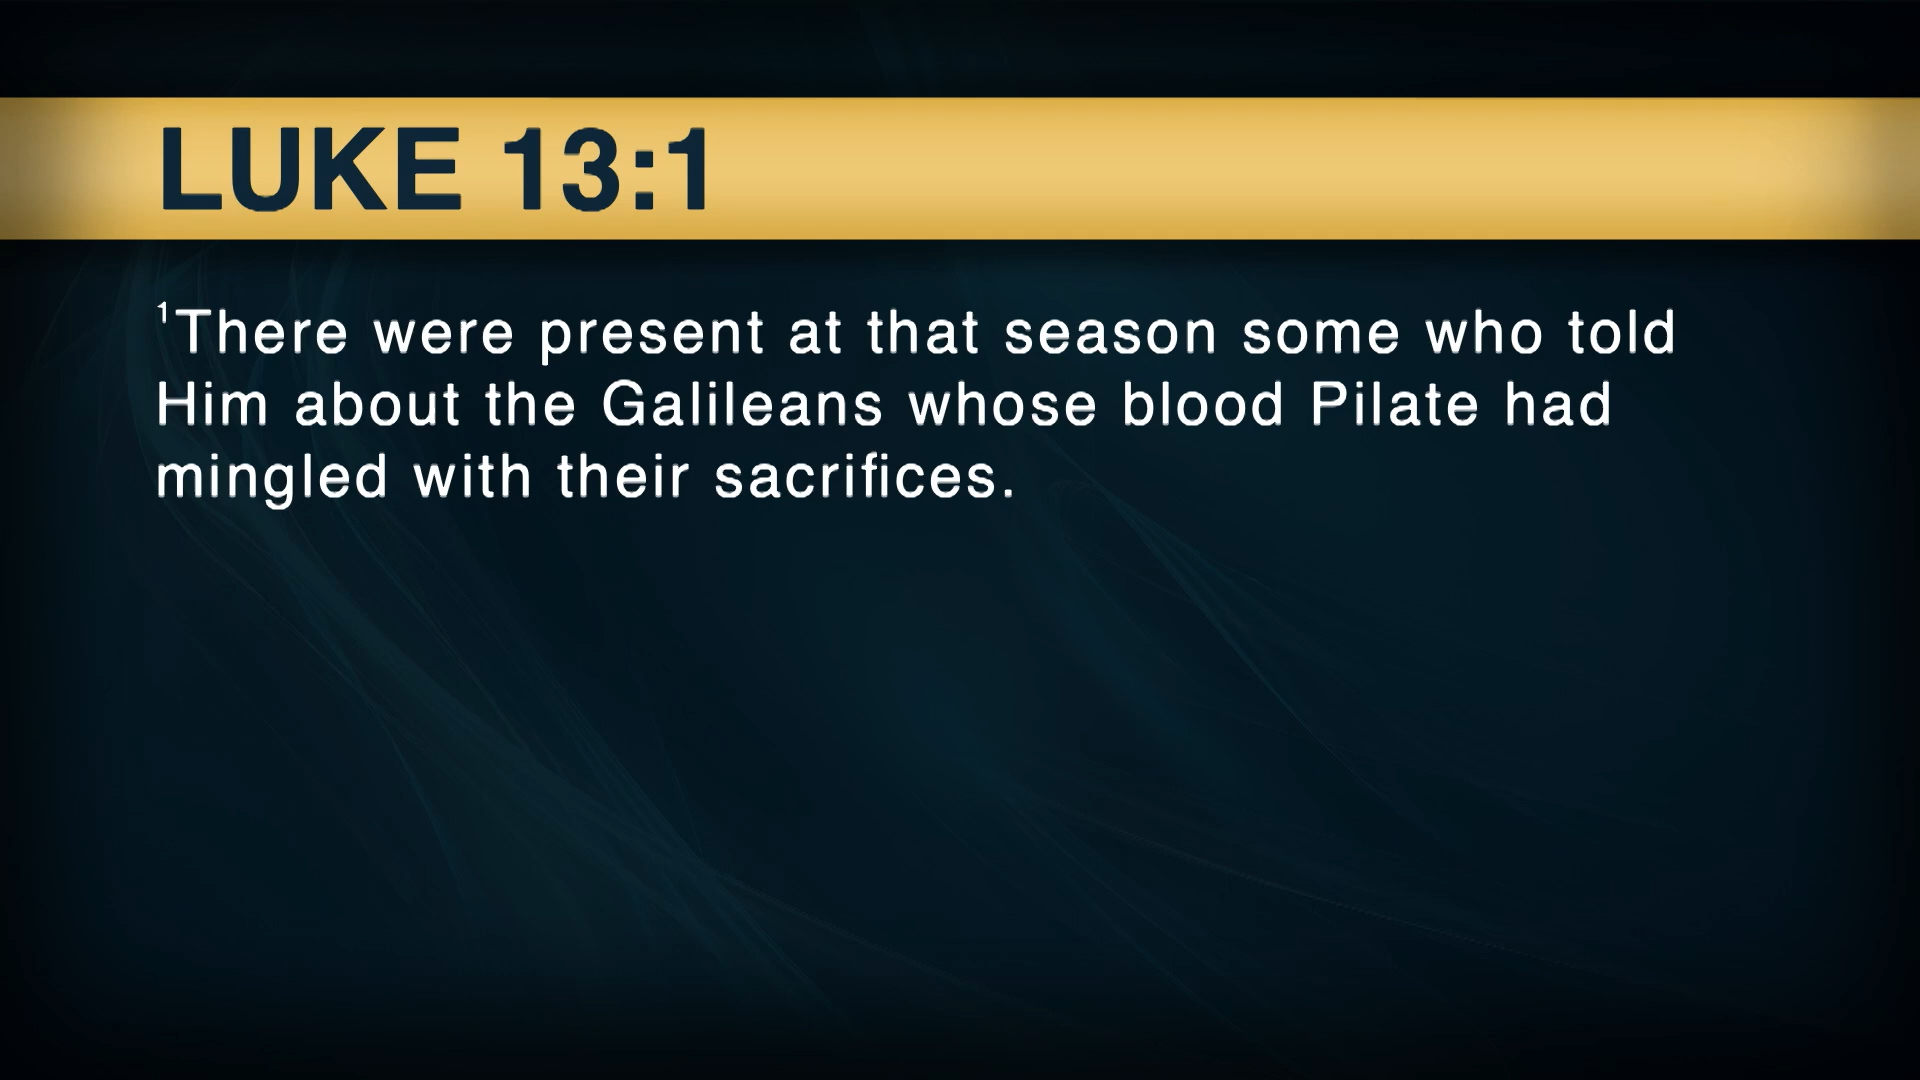 LUKE 13:1
¹There were present at that season some who told
Him about the Galileans whose blood Pilate had
mingled with their sacrifices.